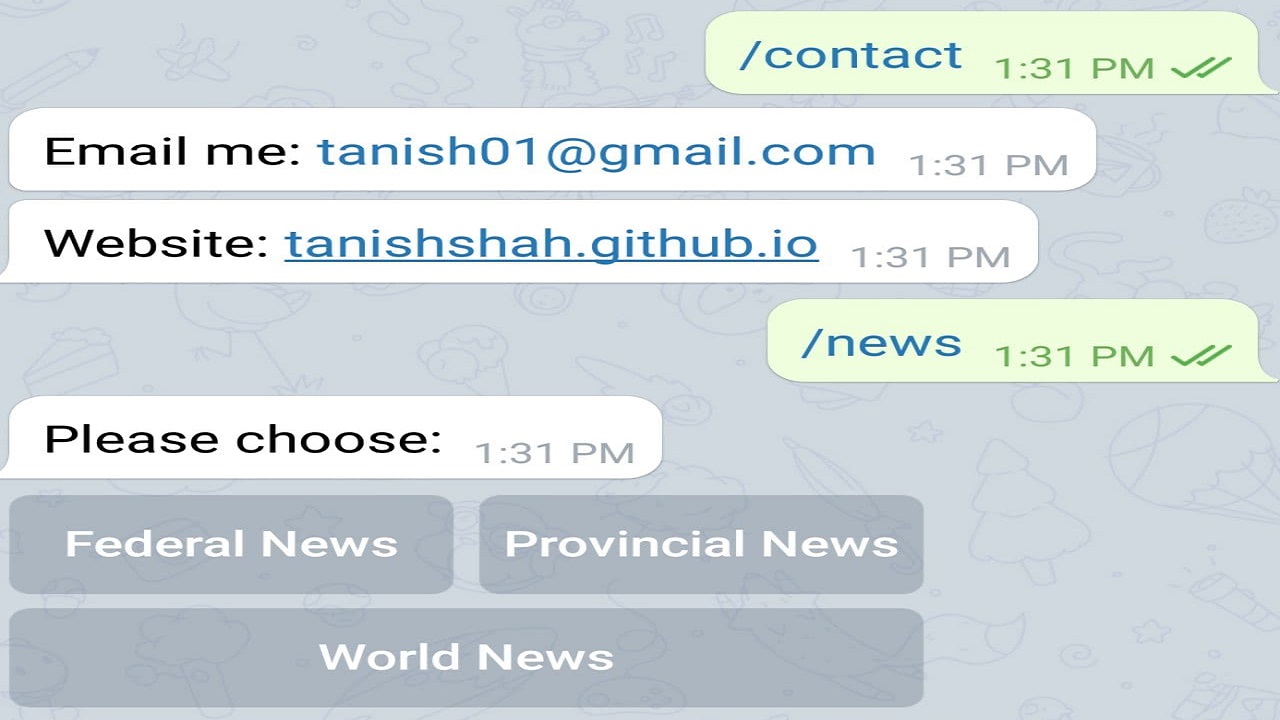 /contact 1:31 PM
Email me: tanish01@gmail.com 1:31 PM
Website: tanishshah.github.io 1:31 PM
/news 1:31 PM
Please choose: 1:31 PM
Federal News Provincial News
World News